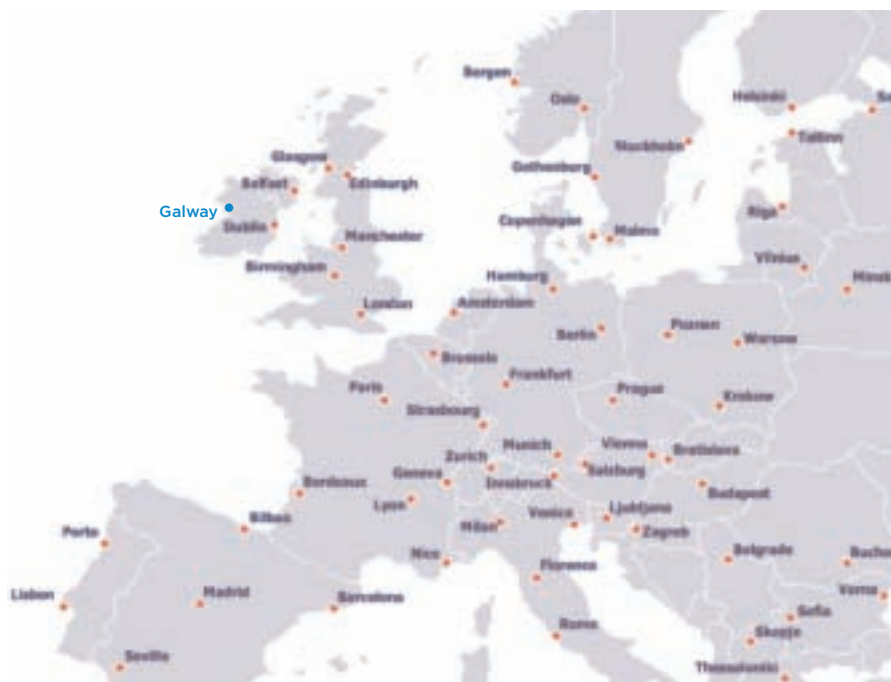 Bergen
Oslo
Helsinki
Tallinn
Stockholm
Glasgow
Edinburgh
Gothenburg
Belfast
Galway
Dublin
Riga
Copenhagen
Malmo
Manchester
Birmingham
Vilnius
Hamburg
London
Amsterdam
Berlin
Poznan
Warsaw
Brussels
Frankfurt
Paris
Prague
Krakow
Strasbourg
Munich
Vienna
Bratislava
Zurich
Salzburg
Geneva
Innsbruck
Bordeaux
Lyon
Budapest
Ljubljana
Milan
Venice
Zagreb
Bilbao
Porto
Nice
Belgrade
Florence
Lisbon
Madrid
Barcelona
Varna
Sofia
Rome
Skopje
Seville
Thessaloniki